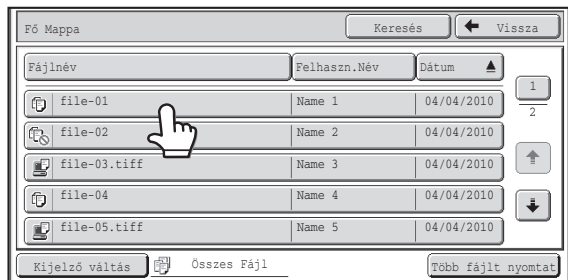 Fő Mappa Keresés Vissza
Fájlnév Felhaszn.Név Dátum
file-01 Name 1 04/04/2010
1
2
file-02 Name 2 04/04/2010
file-03.tiff Name 3 04/04/2010
file-04 Name 4 04/04/2010
file-05.tiff Name 5 04/04/2010
Kijelző váltás Összes Fájl Több fájlt nyomtat